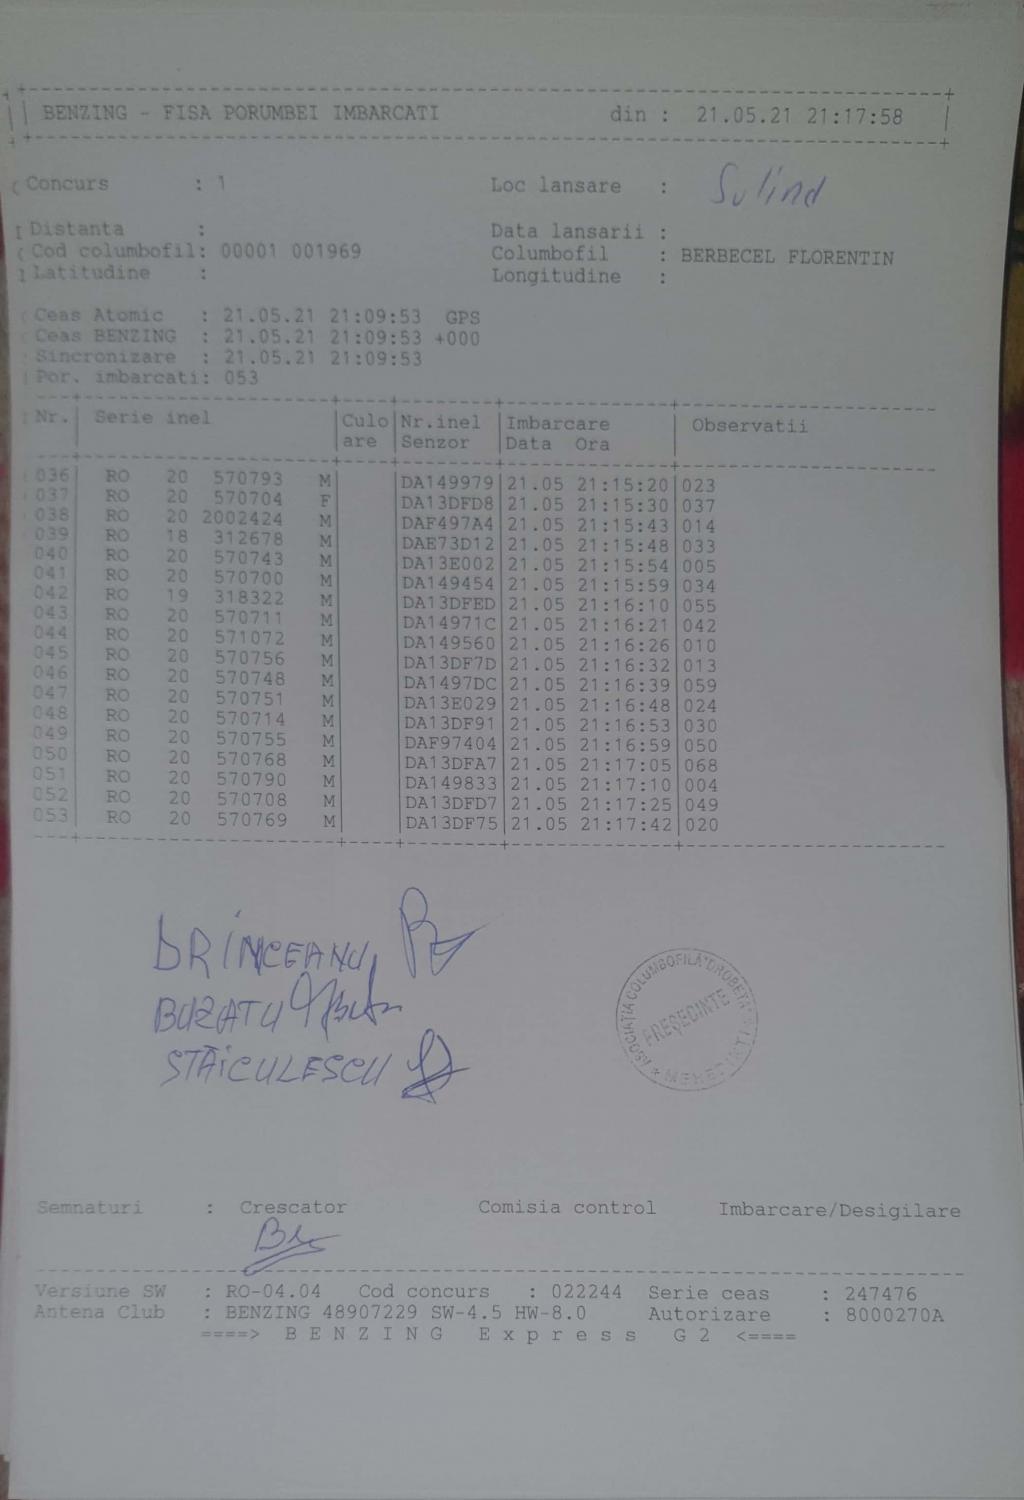 BENZING - FISA PORUMBEI IMBARCATI din : 21.05.21 21:17:58
Concurs : 1 Loc lansare : Sulina
Distanta : Data lansarii :
Cod columbofil: 00001 001969 Columbofil : BERBECEL FLORENTIN
Latitudine : Longitudine :
Ceas Atomic : 21.05.21 21:09:53 GPS
Ceas BENZING : 21.05.21 21:09:53 +000
Sincronizare : 21.05.21 21:09:53
Por. imbarcati: 053
Nr. Serie inel Culo Nr.inel Imbarcare Observatii
are Senzor Data Ora
036 RO 20 570793 M DA149979 21.05 21:15:20 023
037 RO 20 570704 F DA13DFD8 21.05 21:15:30 037
038 RO 20 2002424 M DAF497A4 21.05 21:15:43 014
039 RO 18 312678 M DAE73D12 21.05 21:15:48 033
040 RO 20 570743 M DA13E002 21.05 21:15:54 005
041 RO 20 570700 M DA149454 21.05 21:15:59 034
042 RO 19 318322 M DA13DFED 21.05 21:16:10 055
043 RO 20 570711 M DA14971C 21.05 21:16:21 042
044 RO 20 571072 M DA149560 21.05 21:16:26 010
045 RO 20 570756 M DA13DF7D 21.05 21:16:32 013
046 RO 20 570748 M DA1497DC 21.05 21:16:39 059
047 RO 20 570751 M DA13E029 21.05 21:16:48 024
048 RO 20 570714 M DA13DF91 21.05 21:16:53 030
049 RO 20 570755 M DAF97404 21.05 21:16:59 050
050 RO 20 570768 M DA13DFA7 21.05 21:17:05 068
051 RO 20 570790 M DA149833 21.05 21:17:10 004
052 RO 20 570708 M DA13DFD7 21.05 21:17:25 049
053 RO 20 570769 M DA13DF75 21.05 21:17:42 020
DRÎNCEANU
BUZATU
STĂICULESCU
ASOCIAȚIA COLUMBOFILĂ "DROBETA"
PREȘEDINTE
MEHEDINȚI
Semnaturi : Crescator Comisia control Imbarcare/Desigilare
Versiune SW : RO-04.04 Cod concurs : 022244 Serie ceas : 247476
Antena Club : BENZING 48907229 SW-4.5 HW-8.0 Autorizare : 8000270A
====> B E N Z I N G E x p r e s s G 2 <====